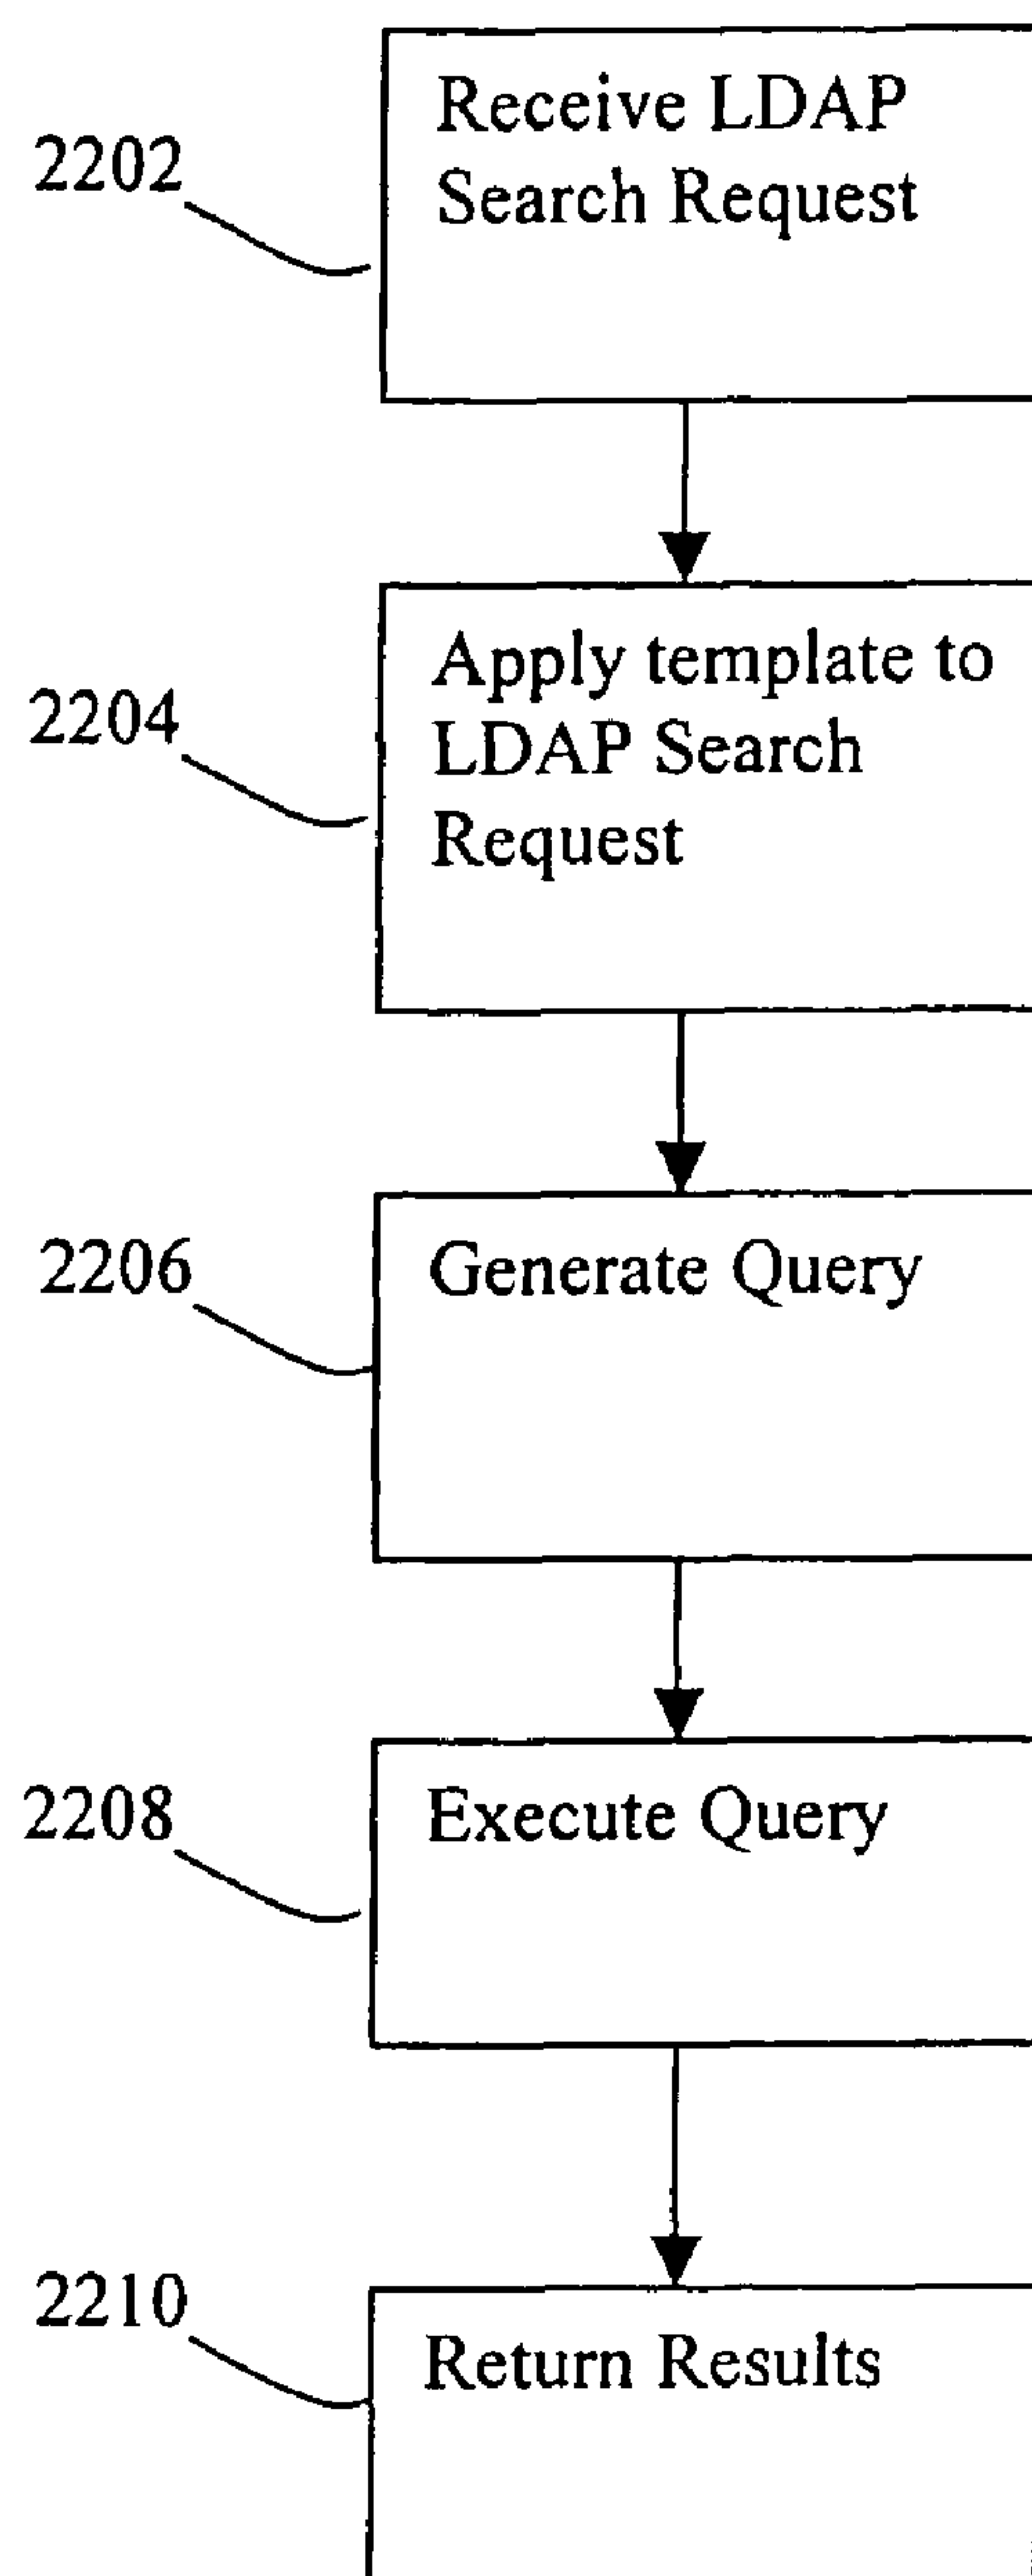 2202
Receive LDAP
Search Request
2204
Apply template to
LDAP Search
Request
2206
Generate Query
2208
Execute Query
2210
Return Results